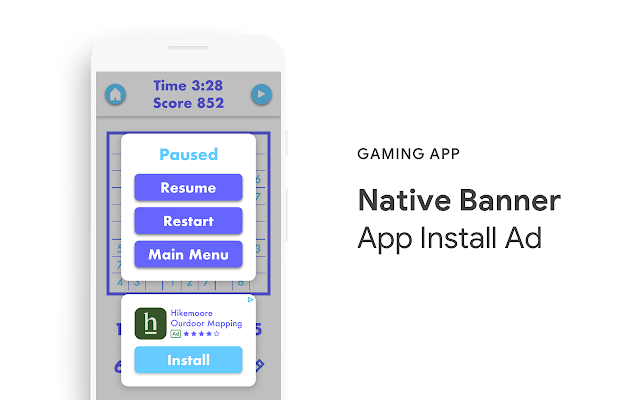 Time 3:28
Score 852
Paused
Resume
Restart
Main Menu
h
Hikemoore
Ourdoor Mapping
Ad
Install
GAMING APP
Native Banner
App Install Ad